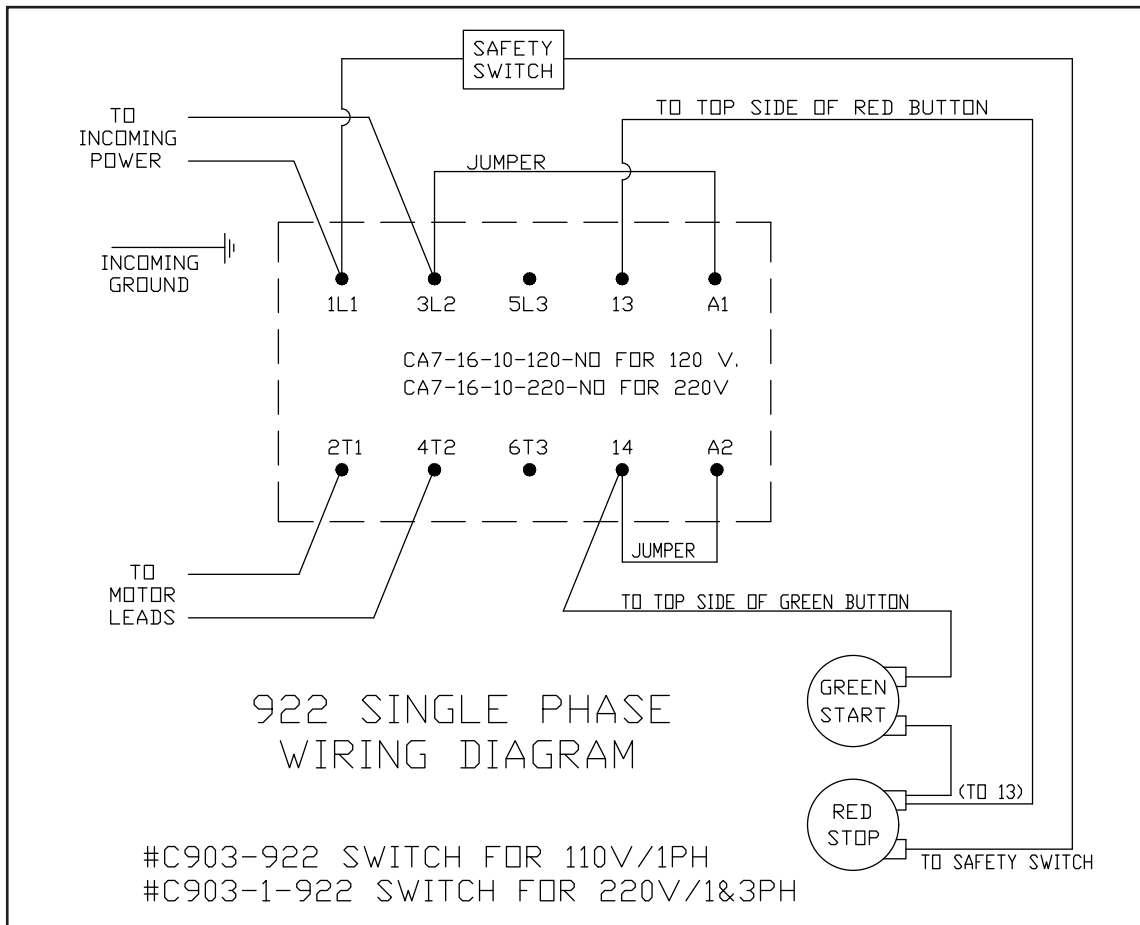 SAFETY
SWITCH
TO TOP SIDE OF RED BUTTON
TO
INCOMING
POWER
JUMPER
INCOMING
GROUND
1L1
3L2
5L3
13
A1
CA7-16-10-120-NO FOR 120 V.
CA7-16-10-220-NO FOR 220V
2T1
4T2
6T3
14
A2
JUMPER
TO
MOTOR
LEADS
TO TOP SIDE OF GREEN BUTTON
GREEN
START
922 SINGLE PHASE
WIRING DIAGRAM
(TO 13)
RED
STOP
TO SAFETY SWITCH
#C903-922 SWITCH FOR 110V/1PH
#C903-1-922 SWITCH FOR 220V/1&3PH